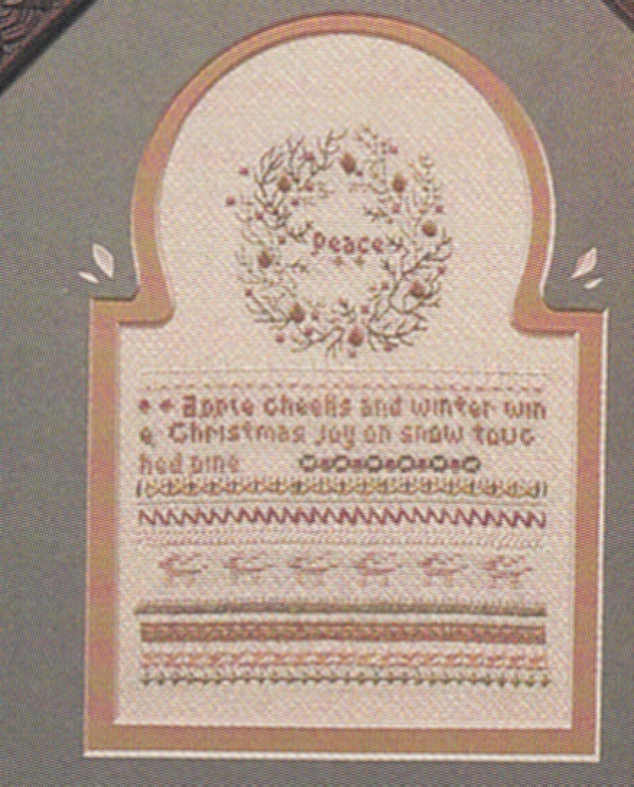 peace
Apple cheeks and winter win
e Christmas joy on snow touc
hed pine